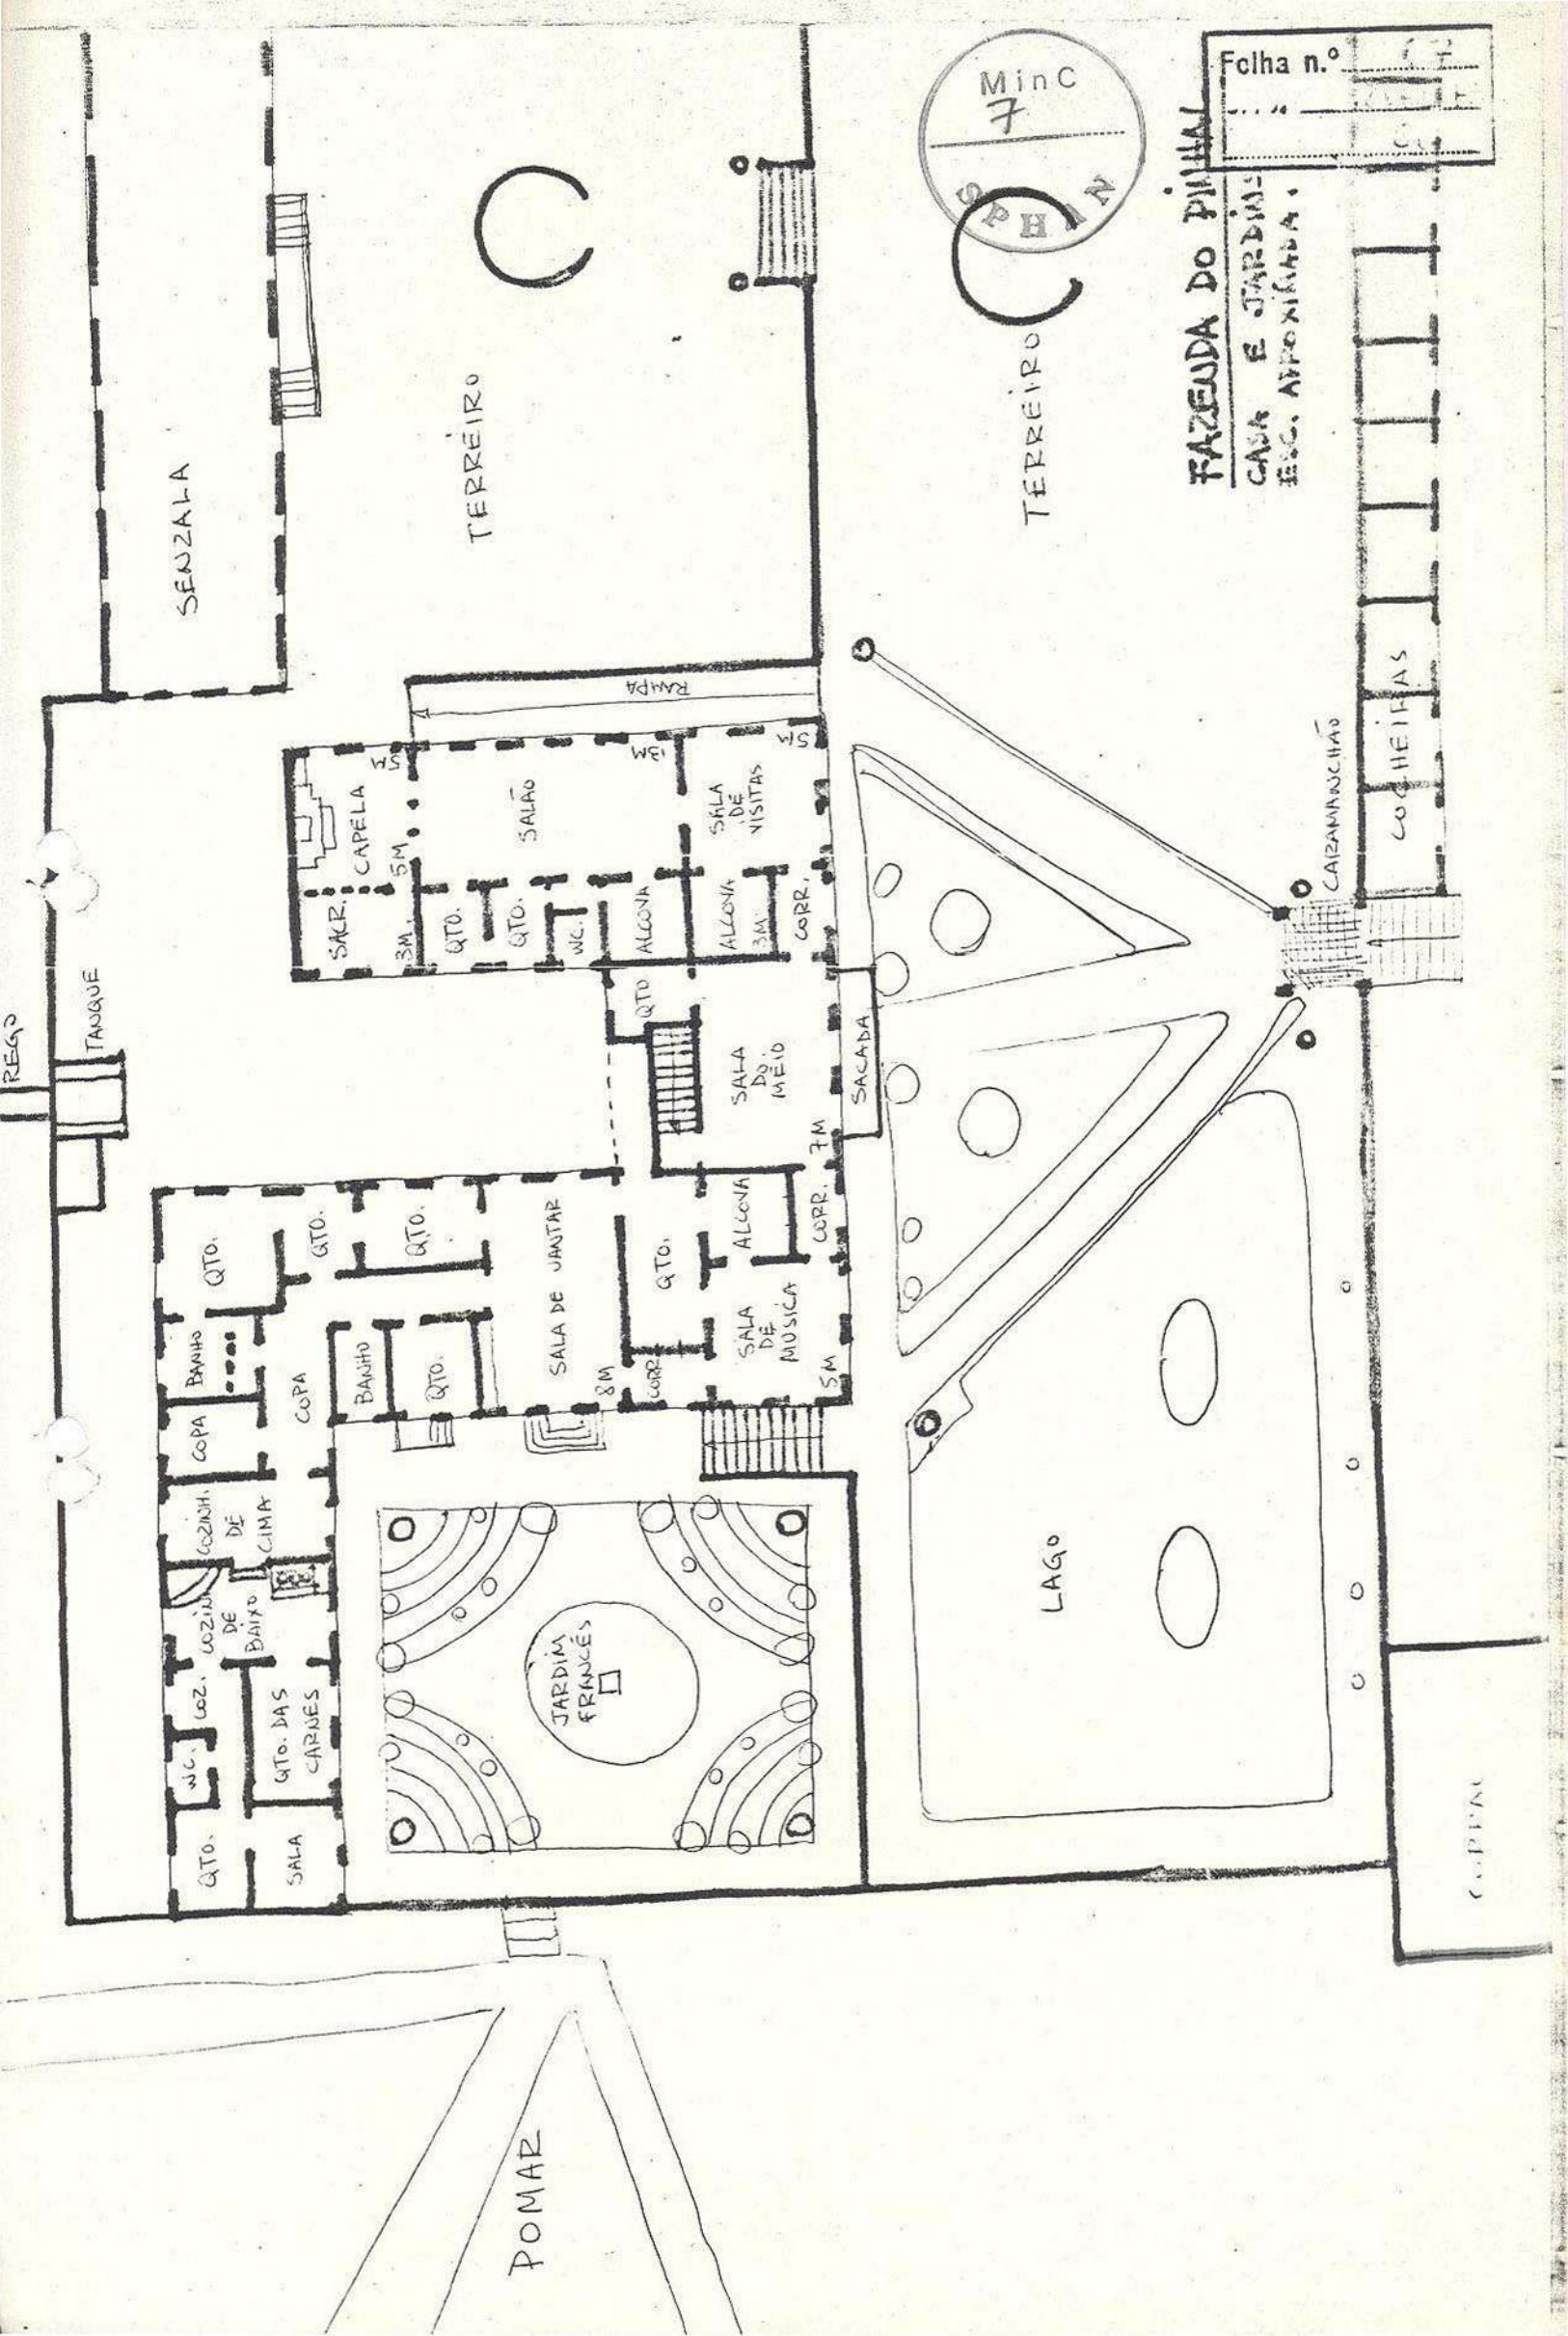 REGO
TANQUE
SENZALA
TERREIRO
TERREIRO
MinC
7
SPHAN
Folha n.º
FAZENDA DO PINHAL
CASA E JARDINS
ESC. APROXIMADA.
RAMPA
CAPELA
5M
5M
SACR.
3M.
SALÃO
3M
SALA
DE
VISITAS
5M
QTO.
QTO.
WC.
ALCOVA
ALCOVA
3M
CORR.
QTO
SALA
DO
MEIO
7M
SACADA
CARAMANCHÃO
COCHEIRAS
QTO.
QTO.
QTO.
SALA DE JANTAR
8M
QTO.
ALCOVA
CORR.
BANHO
COPA
COPA
BANHO
QTO.
CORR
SALA
DE
MÚSICA
5M
COZINH.
DE
CIMA
COZINH
DE
BAIXO
COZ.
WC.
QTO. DAS
CARNES
QTO.
SALA
JARDIM
FRANCÊS
LAGO
POMAR